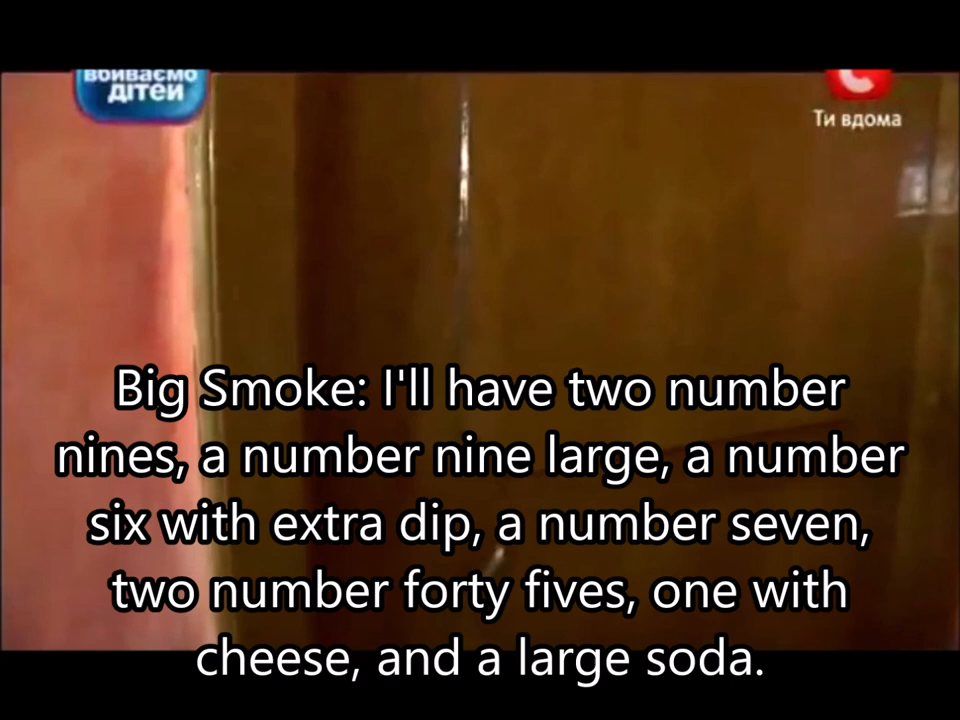 вбиваємо
дітей
Ти вдома
Big Smoke: I'll have two number
nines, a number nine large, a number
six with extra dip, a number seven,
two number forty fives, one with
cheese, and a large soda.